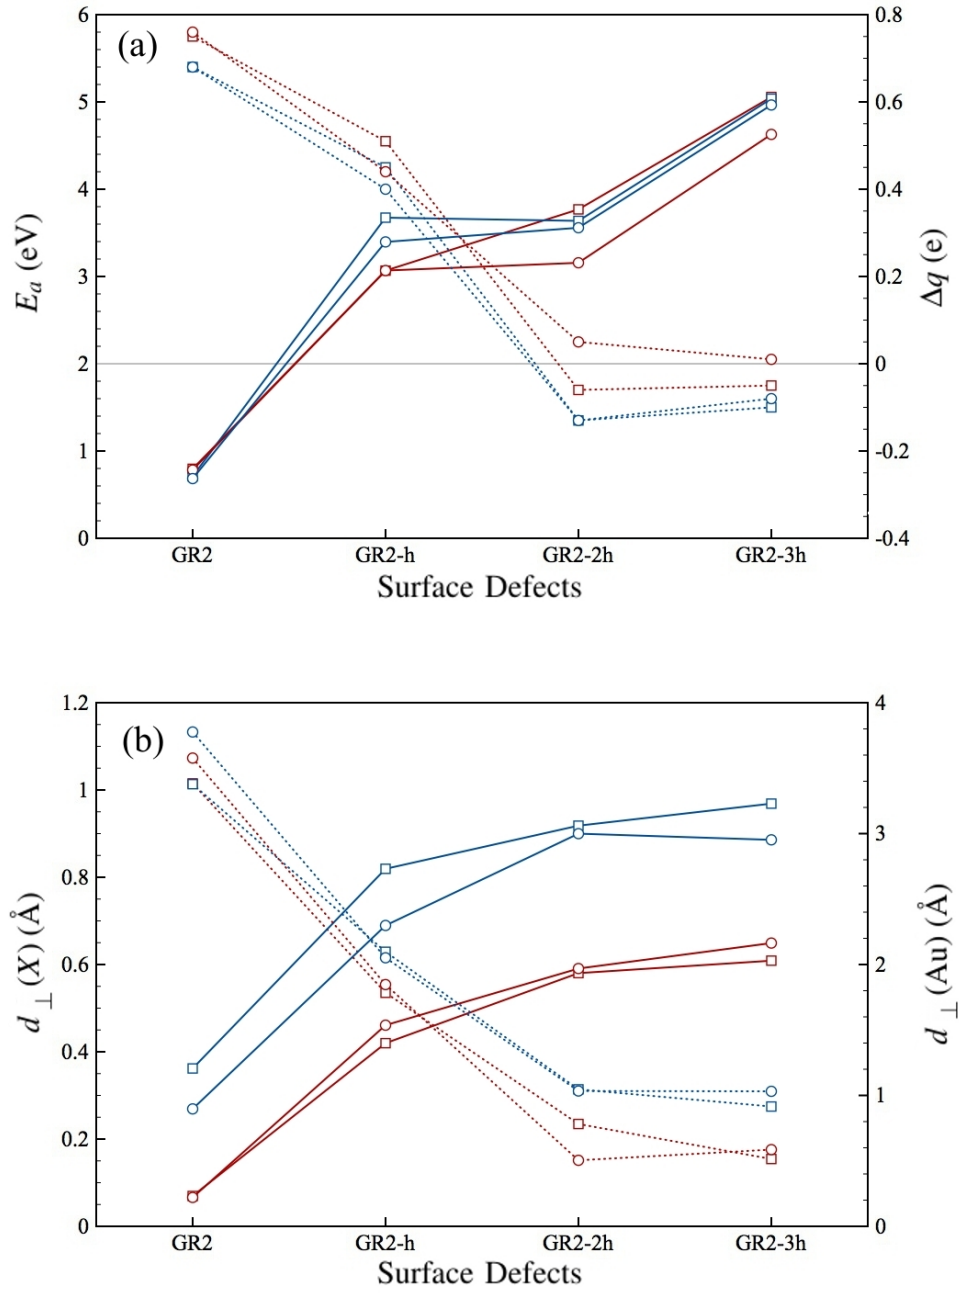 (a)
6
5
4
3
2
1
0
E_a (eV)
0.8
0.6
0.4
0.2
0
-0.2
-0.4
Δq (e)
GR2 GR2-h GR2-2h GR2-3h
Surface Defects
(b)
1.2
1
0.8
0.6
0.4
0.2
0
d⊥(X) (Å)
4
3
2
1
0
d⊥(Au) (Å)
GR2 GR2-h GR2-2h GR2-3h
Surface Defects